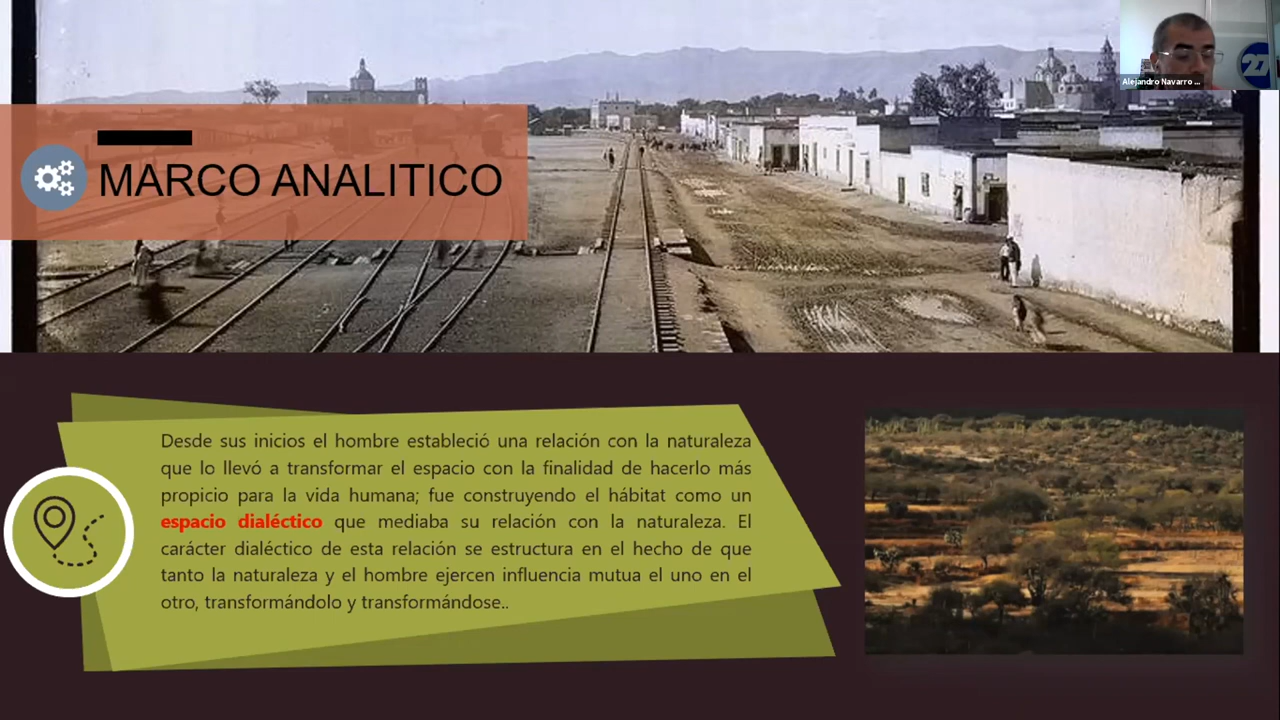 27
Alejandro Navarro ...
MARCO ANALITICO
Desde sus inicios el hombre estableció una relación con la naturaleza
que lo llevó a transformar el espacio con la finalidad de hacerlo más
propicio para la vida humana; fue construyendo el hábitat como un
espacio dialéctico que mediaba su relación con la naturaleza. El
carácter dialéctico de esta relación se estructura en el hecho de que
tanto la naturaleza y el hombre ejercen influencia mutua el uno en el
otro, transformándolo y transformándose..